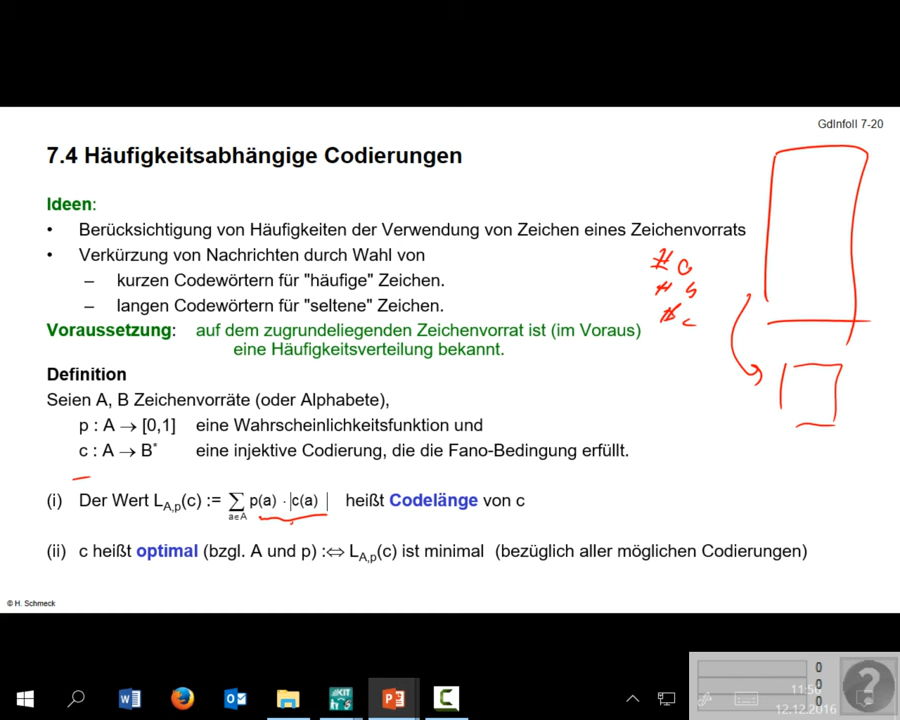 GdInfoII 7-20
7.4 Häufigkeitsabhängige Codierungen
Ideen:
• Berücksichtigung von Häufigkeiten der Verwendung von Zeichen eines Zeichenvorrats
• Verkürzung von Nachrichten durch Wahl von
– kurzen Codewörtern für "häufige" Zeichen.
– langen Codewörtern für "seltene" Zeichen.
Voraussetzung: auf dem zugrundeliegenden Zeichenvorrat ist (im Voraus)
eine Häufigkeitsverteilung bekannt.
Definition
Seien A, B Zeichenvorräte (oder Alphabete),
p : A → [0,1] eine Wahrscheinlichkeitsfunktion und
c : A → B* eine injektive Codierung, die die Fano-Bedingung erfüllt.
(i) Der Wert L_A,p(c) := ∑ p(a) · |c(a) | heißt Codelänge von c
a∈A
(ii) c heißt optimal (bzgl. A und p) :⇔ L_A,p(c) ist minimal (bezüglich aller möglichen Codierungen)
© H. Schmeck
0
0
0
11:50
12.12.2016